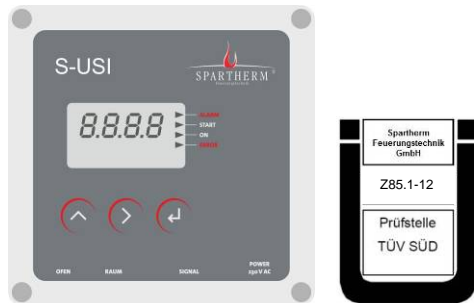 S-USI
SPARTHERM®
Feuerungstechnik
8.8.8.8
ALARM
START
ON
ERROR
OFEN RAUM SIGNAL POWER
230 V AC
Spartherm
Feuerungstechnik
GmbH
Z85.1-12
Prüfstelle
TÜV SÜD